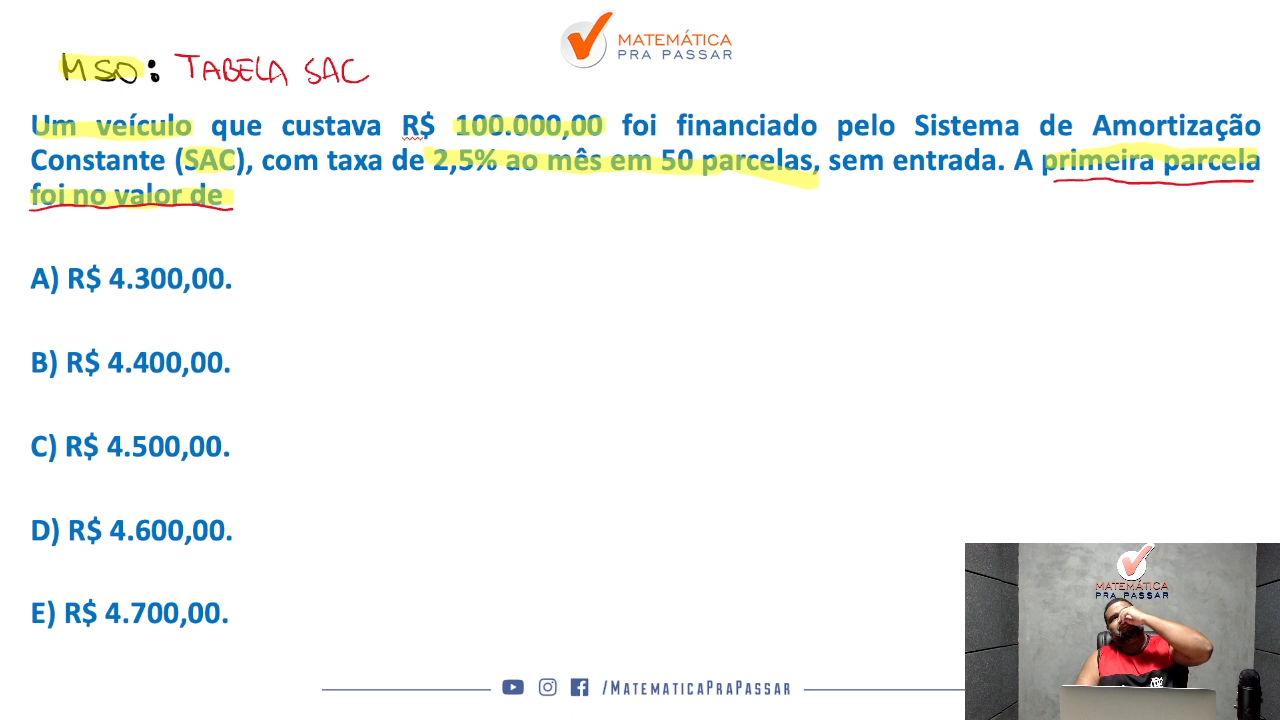 MATEMÁTICA
PRA PASSAR
MSO: TABELA SAC
Um veículo que custava R$ 100.000,00 foi financiado pelo Sistema de Amortização
Constante (SAC), com taxa de 2,5% ao mês em 50 parcelas, sem entrada. A primeira parcela
foi no valor de
A) R$ 4.300,00.
B) R$ 4.400,00.
C) R$ 4.500,00.
D) R$ 4.600,00.
E) R$ 4.700,00.
MATEMÁTICA
PRA PASSAR
/MATEMATICAPRAPASSAR